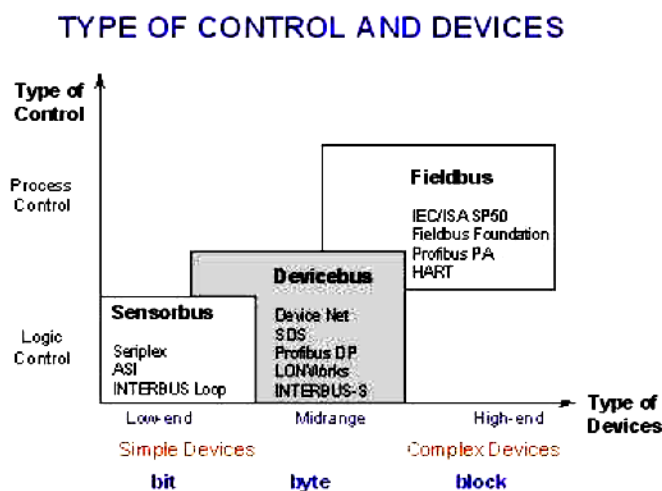 TYPE OF CONTROL AND DEVICES
Type of
Control
Process
Control
Fieldbus
IEC/ISA SP50
Fieldbus Foundation
Profibus PA
HART
Devicebus
Device Net
SDS
Profibus DP
LONWorks
INTERBUS-S
Sensorbus
Seriplex
ASI
INTERBUS Loop
Logic
Control
Low-end
Midrange
High-end
Type of
Devices
Simple Devices
Complex Devices
bit
byte
block